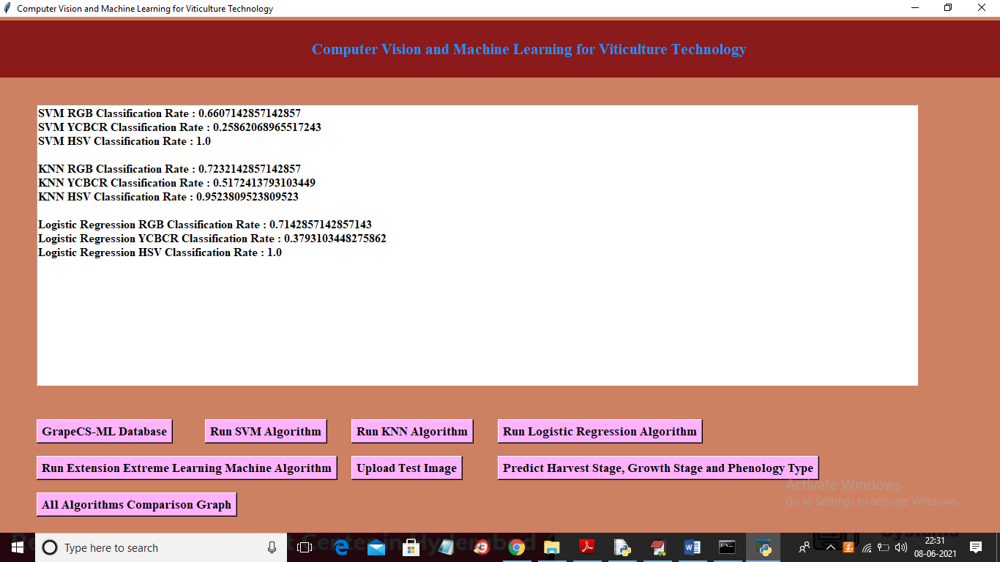 Computer Vision and Machine Learning for Viticulture Technology
Computer Vision and Machine Learning for Viticulture Technology
SVM RGB Classification Rate : 0.6607142857142857
SVM YCBCR Classification Rate : 0.25862068965517243
SVM HSV Classification Rate : 1.0
KNN RGB Classification Rate : 0.7232142857142857
KNN YCBCR Classification Rate : 0.5172413793103449
KNN HSV Classification Rate : 0.9523809523809523
Logistic Regression RGB Classification Rate : 0.7142857142857143
Logistic Regression YCBCR Classification Rate : 0.3793103448275862
Logistic Regression HSV Classification Rate : 1.0
GrapeCS-ML Database Run SVM Algorithm Run KNN Algorithm Run Logistic Regression Algorithm
Run Extension Extreme Learning Machine Algorithm Upload Test Image Predict Harvest Stage, Growth Stage and Phenology Type
Activate Windows
Go to Settings to activate Windows.
All Algorithms Comparison Graph
Type here to search
22:31
08-06-2021